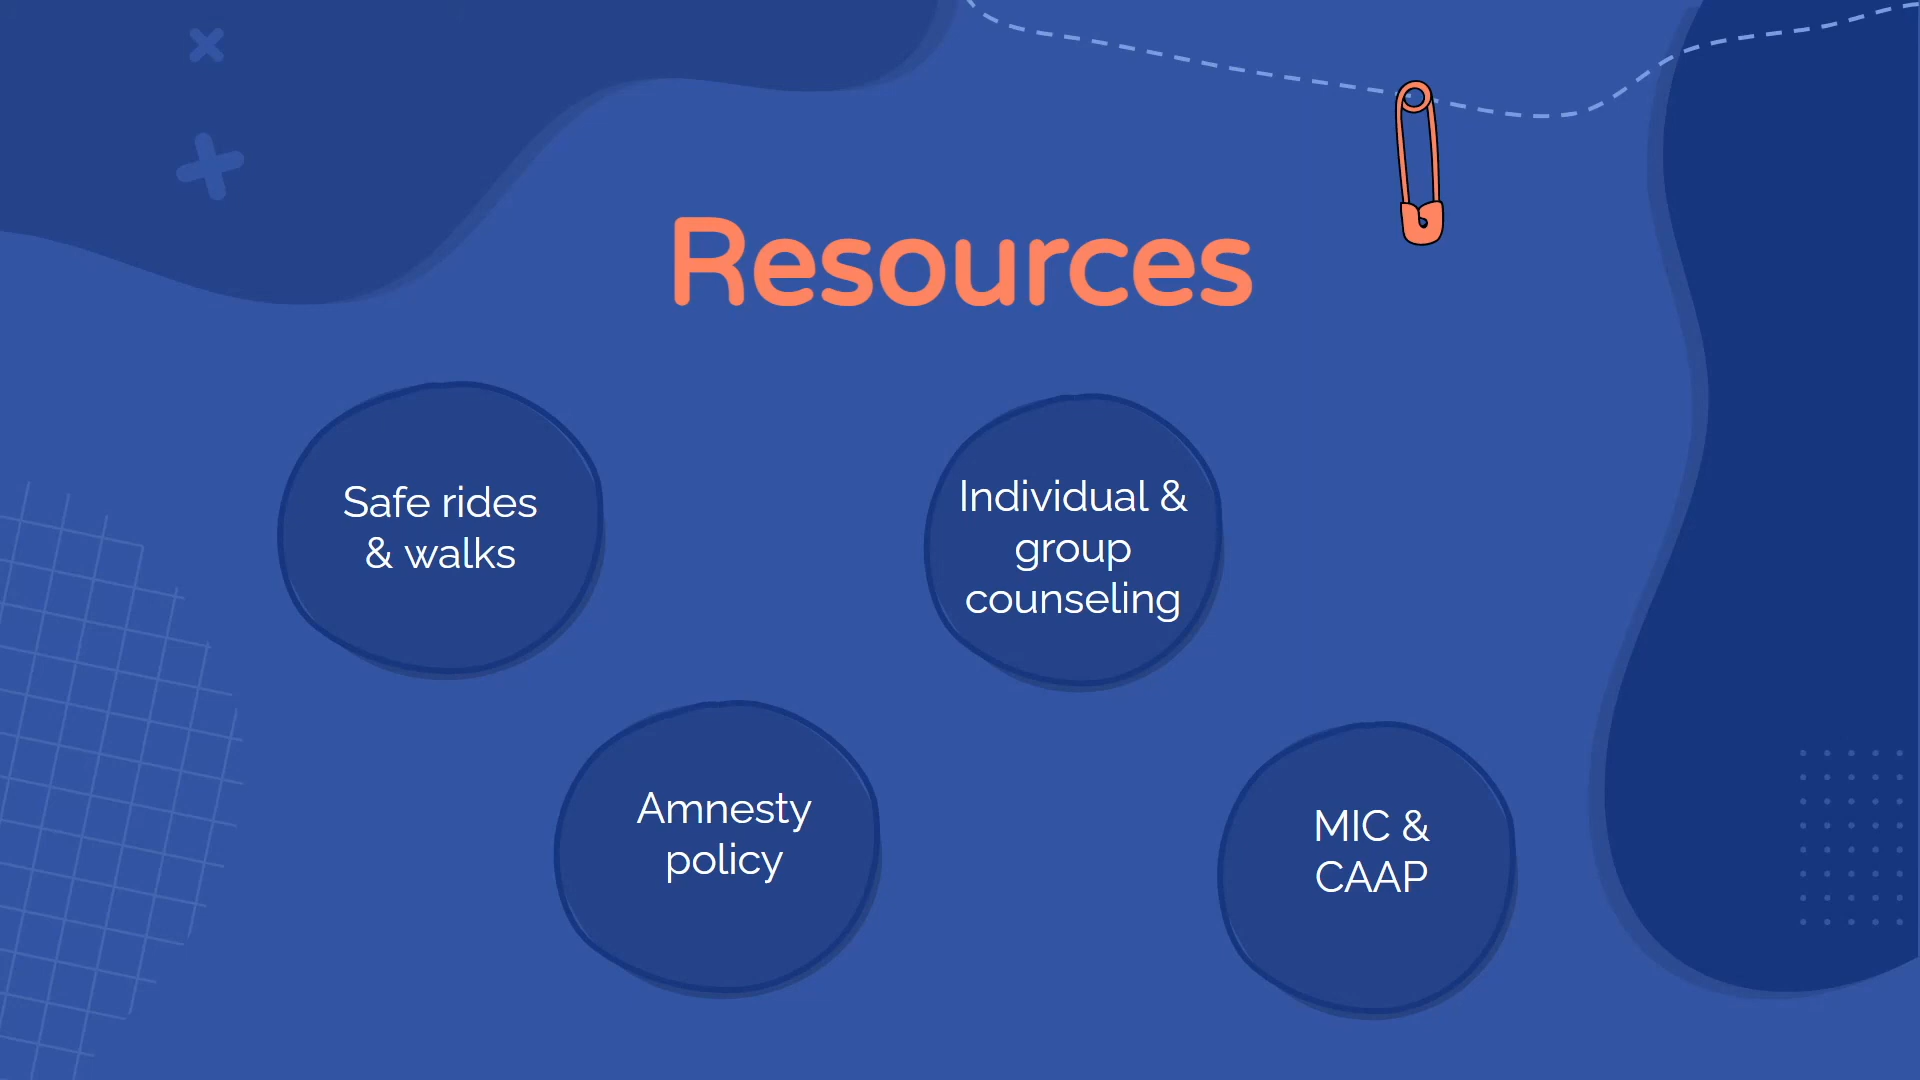 Resources
Safe rides
& walks
Individual &
group
counseling
Amnesty
policy
MIC &
CAAP